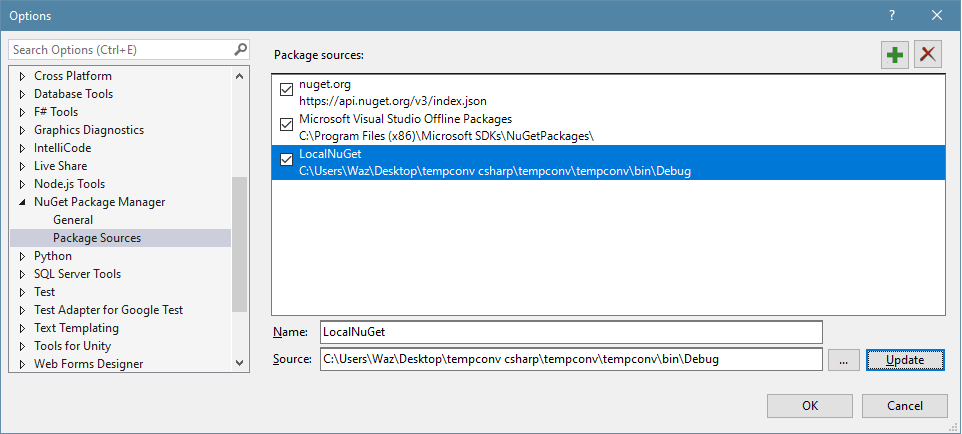 Options
?
Search Options (Ctrl+E)
Cross Platform
Database Tools
F# Tools
Graphics Diagnostics
IntelliCode
Live Share
Node.js Tools
NuGet Package Manager
General
Package Sources
Python
SQL Server Tools
Test
Test Adapter for Google Test
Text Templating
Tools for Unity
Web Forms Designer
Package sources:
nuget.org
https://api.nuget.org/v3/index.json
Microsoft Visual Studio Offline Packages
C:\Program Files (x86)\Microsoft SDKs\NuGetPackages\
LocalNuGet
C:\Users\Waz\Desktop\tempconv csharp\tempconv\tempconv\bin\Debug
Name: LocalNuGet
Source: C:\Users\Waz\Desktop\tempconv csharp\tempconv\tempconv\bin\Debug ... Update
OK Cancel